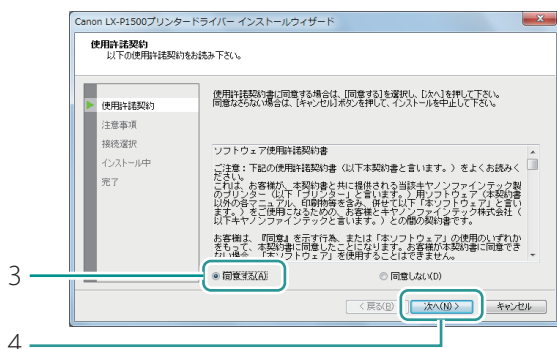 Canon LX-P1500プリンタードライバー インストールウィザード
使用許諾契約
以下の使用許諾契約をお読み下さい。
使用許諾契約
注意事項
接続選択
インストール中
完了
使用許諾契約書に同意する場合は、[同意する]を選択し、[次へ]を押して下さい。
同意なさらない場合は、[キャンセル]ボタンを押して、インストールを中止して下さい。
ソフトウェア使用許諾契約書
ご注意：下記の使用許諾契約書（以下本契約書と言います。）をよくお読みく
ださい。
これは、お客様が、本契約書と共に提供される当該キヤノンファインテック製
のプリンター（以下「プリンター」と言います。）用ソフトウェア（本契約書
以外の各マニュアル、印刷物等を含み、併せて以下「本ソフトウェア」と言い
ます。）をご使用になるための、お客様とキヤノンファインテック株式会社（
以下キヤノンファインテックと言います。）との間の契約書です。
お客様は、『同意』を示す行為、または「本ソフトウェア」の使用のいずれか
をもって、本契約書に同意したことになります。お客様が本契約書に同意でき
ない場合、「本ソフトウェア」を使用することはできません。
3
同意する(A)
同意しない(D)
< 戻る(B)
次へ(N) >
キャンセル
4